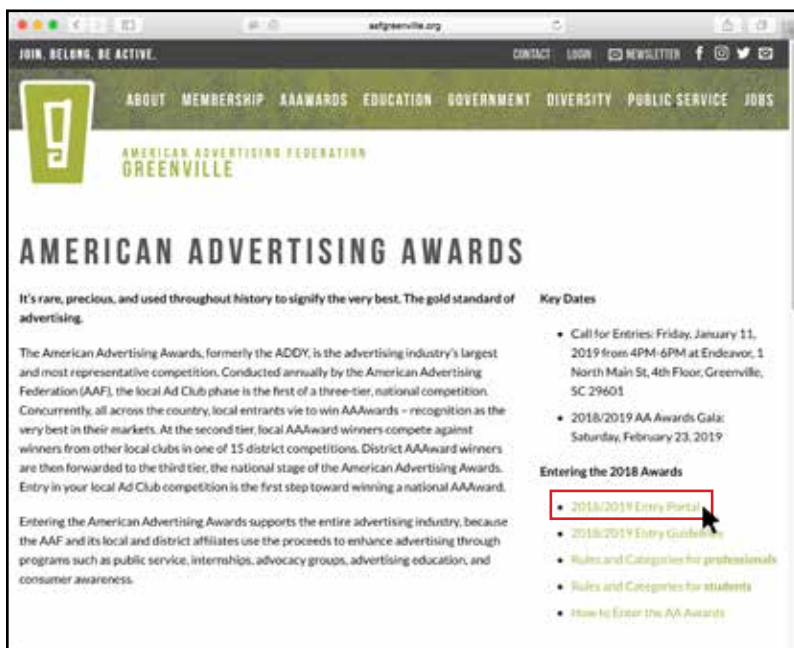 aafgreenville.org
JOIN. BELONG. BE ACTIVE.
CONTACT LOGIN NEWSLETTER
ABOUT MEMBERSHIP AAAWARDS EDUCATION GOVERNMENT DIVERSITY PUBLIC SERVICE JOBS
g
AMERICAN ADVERTISING FEDERATION
GREENVILLE
AMERICAN ADVERTISING AWARDS
It's rare, precious, and used throughout history to signify the very best. The gold standard of
advertising.
The American Advertising Awards, formerly the ADDY, is the advertising industry's largest
and most representative competition. Conducted annually by the American Advertising
Federation (AAF), the local Ad Club phase is the first of a three-tier, national competition.
Concurrently, all across the country, local entrants vie to win AAAwards – recognition as the
very best in their markets. At the second tier, local AAAward winners compete against
winners from other local clubs in one of 15 district competitions. District AAAward winners
are then forwarded to the third tier, the national stage of the American Advertising Awards.
Entry in your local Ad Club competition is the first step toward winning a national AAAward.
Entering the American Advertising Awards supports the entire advertising industry, because
the AAF and its local and district affiliates use the proceeds to enhance advertising through
programs such as public service, internships, advocacy groups, advertising education, and
consumer awareness.
Key Dates
• Call for Entries: Friday, January 11,
2019 from 4PM-6PM at Endeavor, 1
North Main St, 4th Floor, Greenville,
SC 29601
• 2018/2019 AA Awards Gala:
Saturday, February 23, 2019
Entering the 2018 Awards
• 2018/2019 Entry Portal
• 2018/2019 Entry Guidelines
• Rules and Categories for professionals
• Rules and Categories for students
• How to Enter the AA Awards